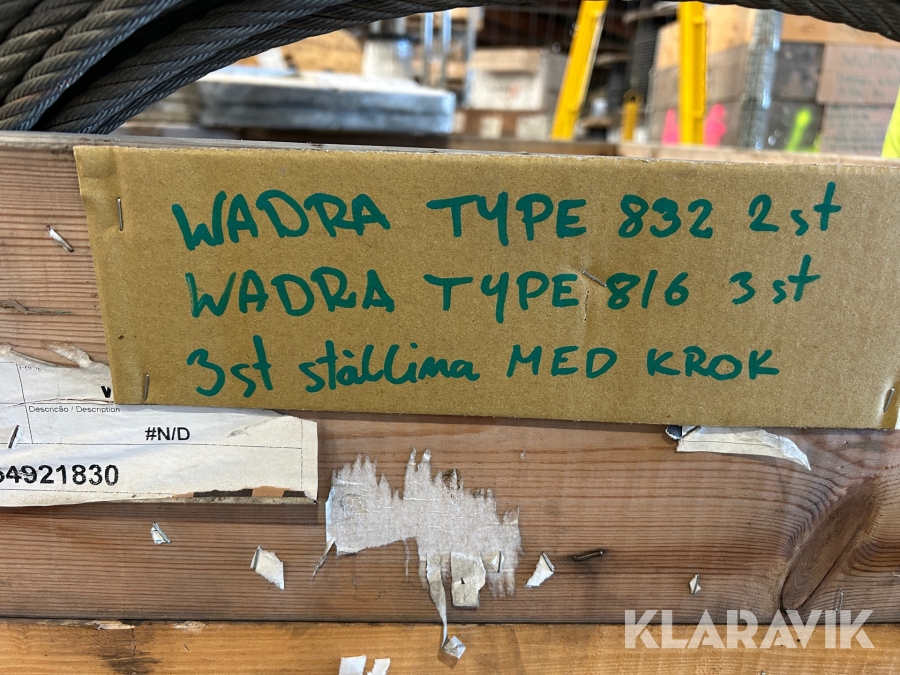 WADRA TYPE 832 2st
WADRA TYPE 816 3st
3st stållina MED KROK
Descrição / Description
#N/D
54921830
KLARAVIK